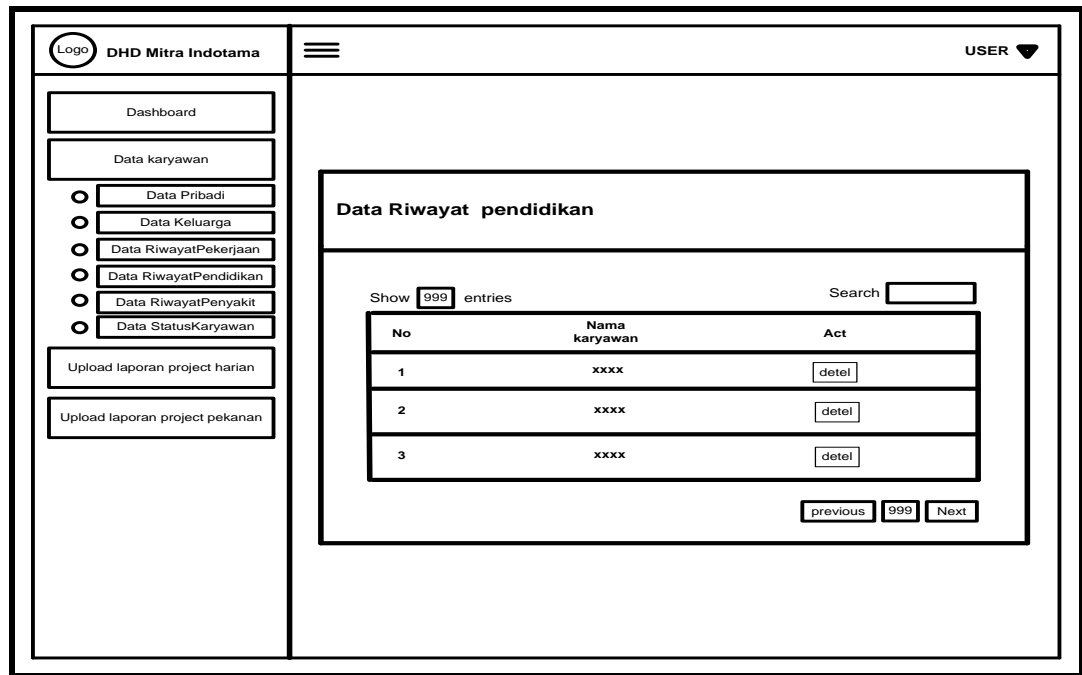 Logo
DHD Mitra Indotama
USER
Dashboard
Data karyawan
Data Pribadi
Data Keluarga
Data RiwayatPekerjaan
Data RiwayatPendidikan
Data RiwayatPenyakit
Data StatusKaryawan
Upload laporan project harian
Upload laporan project pekanan
Data Riwayat pendidikan
Show 999 entries
Search
No Nama karyawan Act
1 xxxx detel
2 xxxx detel
3 xxxx detel
previous 999 Next